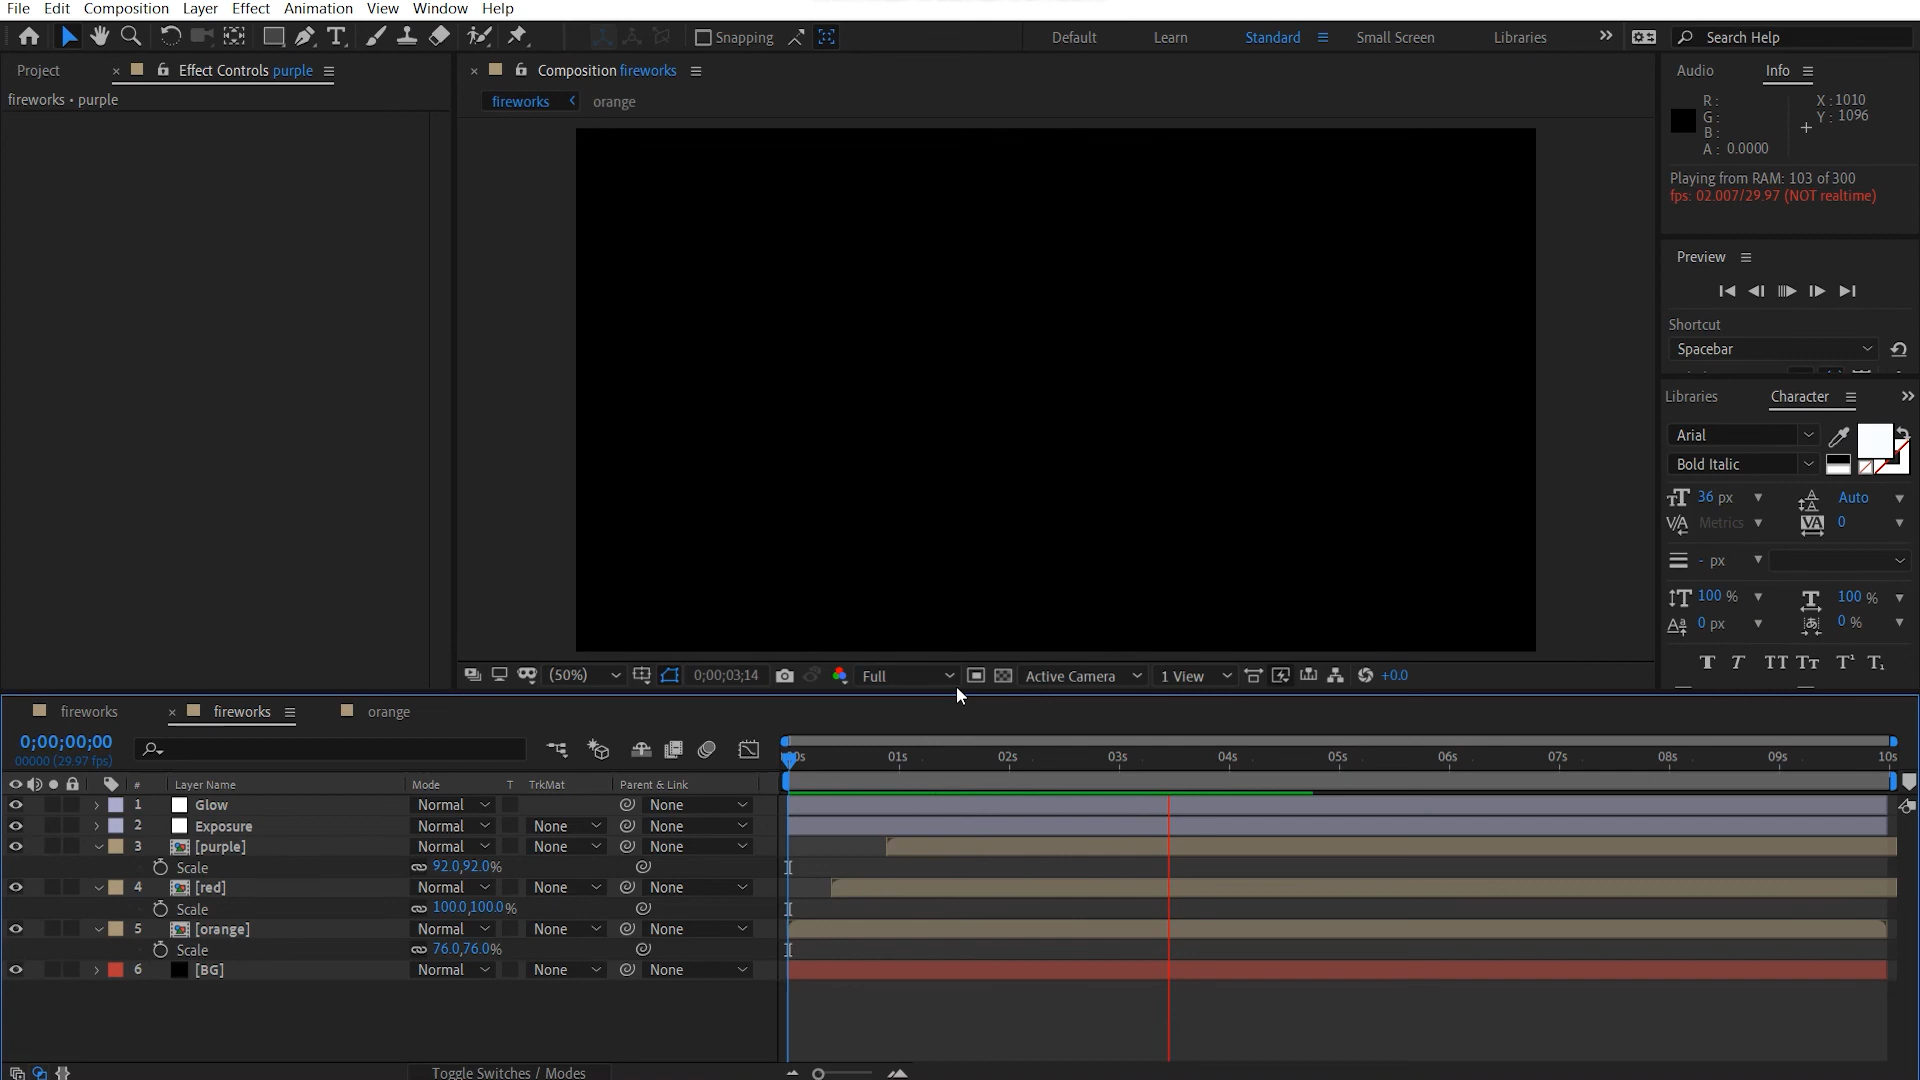 File Edit Composition Layer Effect Animation View Window Help
Snapping Default Learn Standard Small Screen Libraries Search Help
Project Effect Controls purple Composition fireworks Audio Info
fireworks • purple
fireworks orange
R: X : 1010
G: Y : 1096
B:
A: 0.0000
Playing from RAM: 103 of 300
fps: 02.007/29.97 (NOT realtime)
Preview
Shortcut
Spacebar
Libraries Character
Arial
Bold Italic
36 px Auto
Metrics 0
- px
100 % 100 %
0 px 0 %
(50%) 0;00;03;14 Full Active Camera 1 View +0.0
fireworks fireworks orange
0;00;00;00
00000 (29.97 fps)
00s 01s 02s 03s 04s 05s 06s 07s 08s 09s 10s
# Layer Name Mode T TrkMat Parent & Link
1 Glow Normal None
2 Exposure Normal None None
3 [purple] Normal None None
Scale 92.0,92.0%
4 [red] Normal None None
Scale 100.0,100.0%
5 [orange] Normal None None
Scale 76.0,76.0%
6 [BG] Normal None None
Toggle Switches / Modes